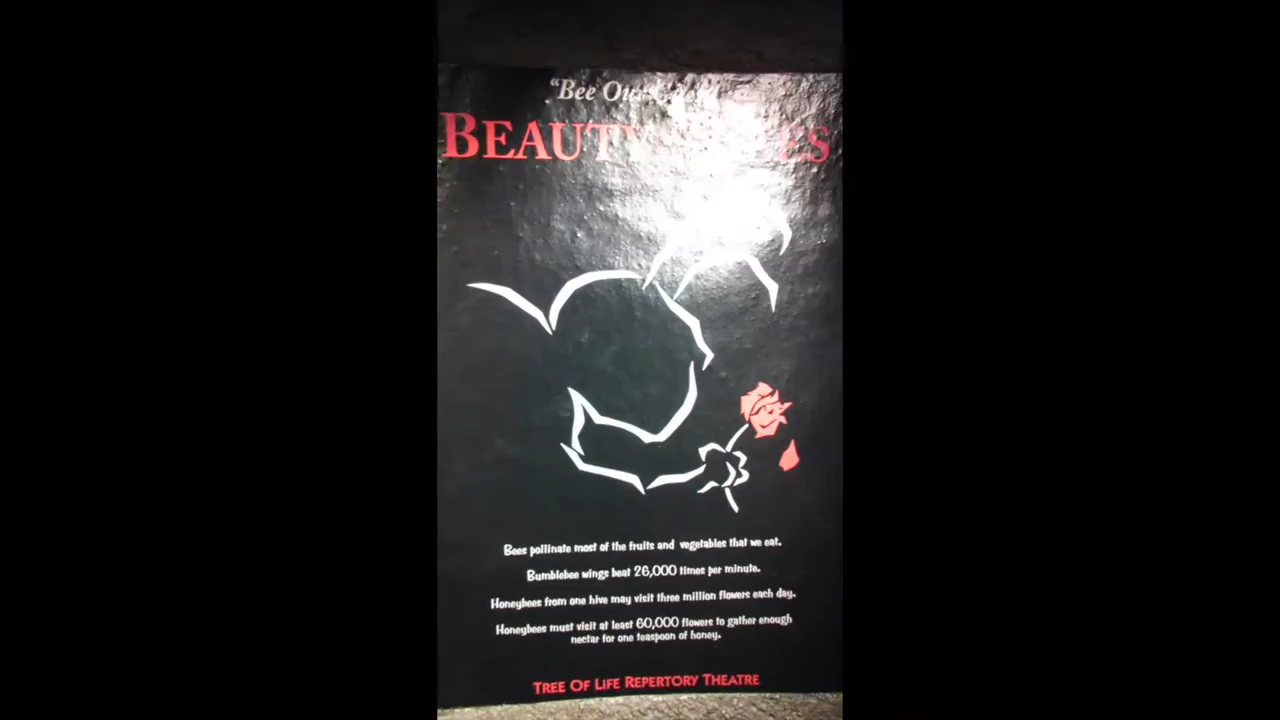 "Bee Our
BEAUTY
Bees pollinate most of the fruits and vegetables that we eat.
Bumblebee wings beat 26,000 times per minute.
Honeybees from one hive may visit three million flowers each day.
Honeybees must visit at least 60,000 flowers to gather enough
nectar for one teaspoon of honey.
TREE OF LIFE REPERTORY THEATRE